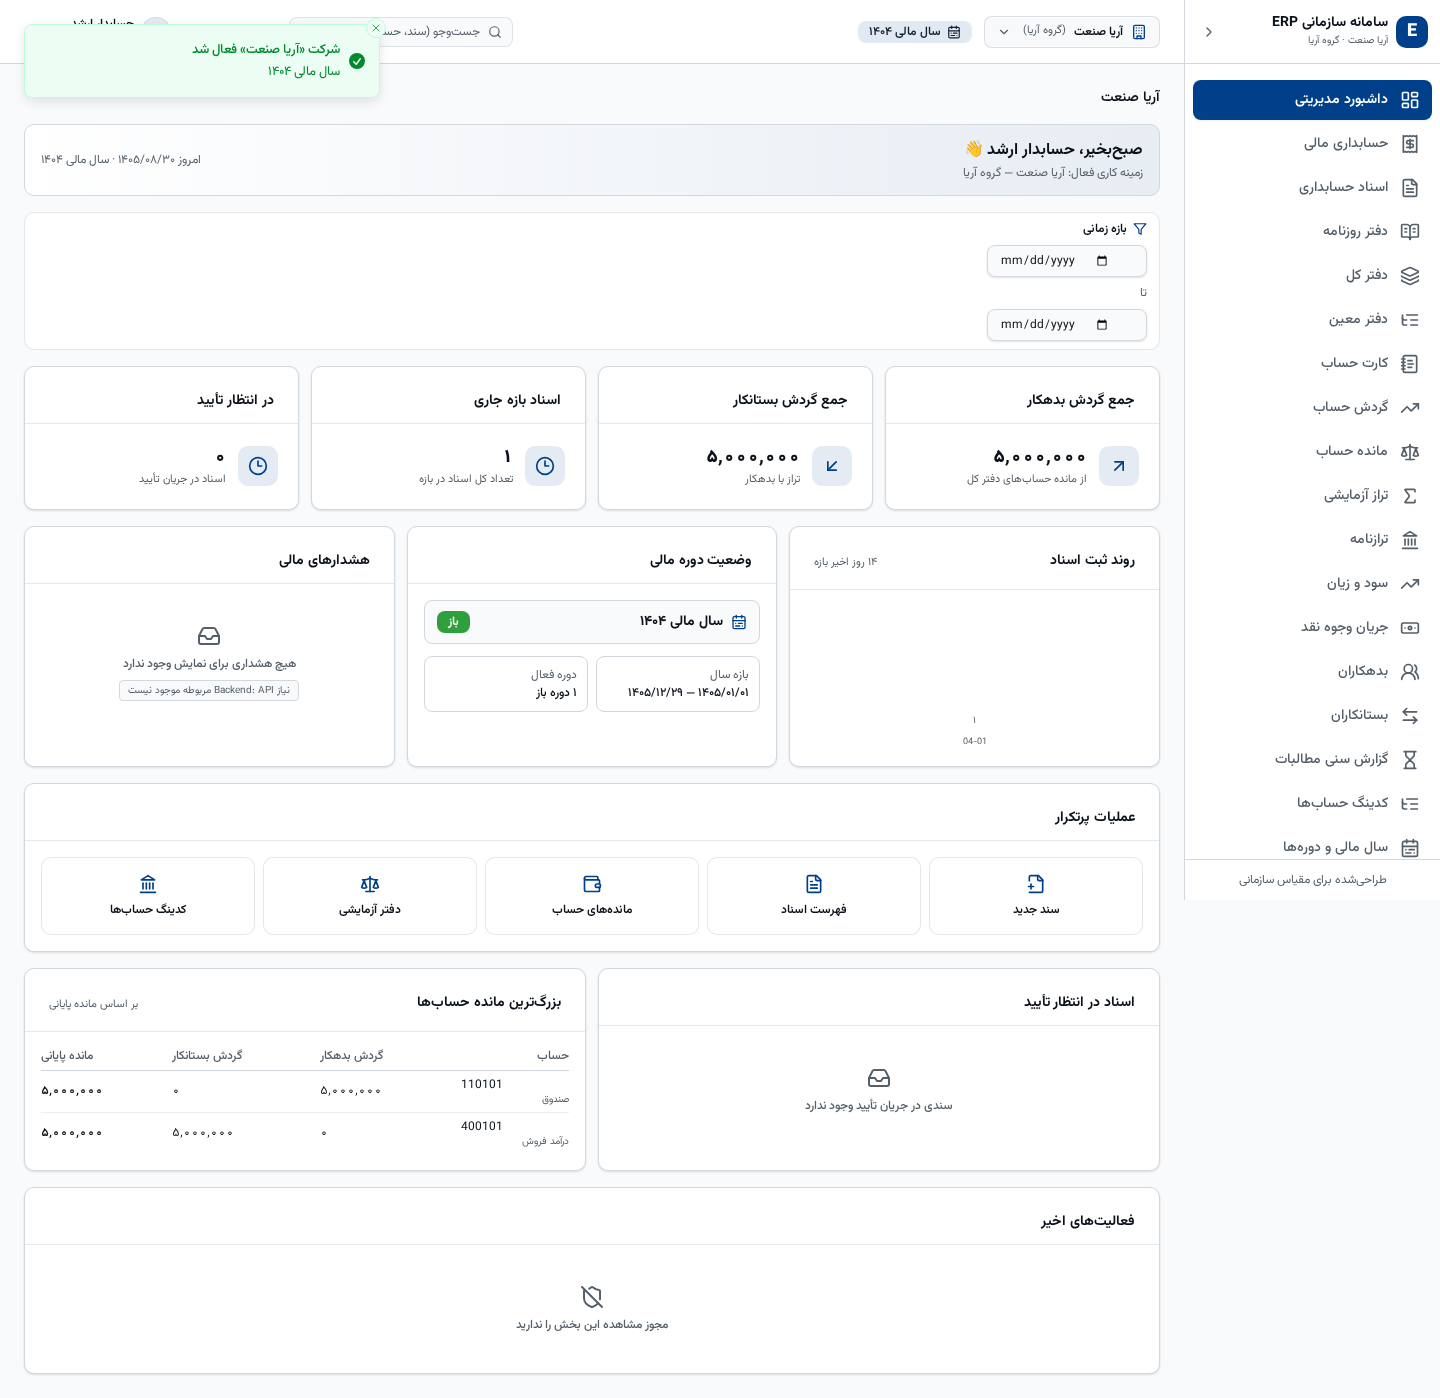 سامانه سازمانی ERP
آریا صنعت · گروه آریا
E
داشبورد مدیریتی
حسابداری مالی
اسناد حسابداری
دفتر روزنامه
دفتر کل
دفتر معین
کارت حساب
گردش حساب
مانده حساب
تراز آزمایشی
ترازنامه
سود و زیان
جریان وجوه نقد
بدهکاران
بستانکاران
گزارش سنی مطالبات
کدینگ حساب‌ها
سال مالی و دوره‌ها
طراحی‌شده برای مقیاس سازمانی
آریا صنعت (گروه آریا)
سال مالی ۱۴۰۴
جست‌وجو (سند، حس
حسابدار ارشد
شرکت «آریا صنعت» فعال شد
سال مالی ۱۴۰۴
آریا صنعت
صبح‌بخیر، حسابدار ارشد 👋
زمینه کاری فعال: آریا صنعت — گروه آریا
امروز ۱۴۰۵/۰۸/۳۰ · سال مالی ۱۴۰۴
بازه زمانی
mm/dd/yyyy
تا
mm/dd/yyyy
جمع گردش بدهکار
۵,۰۰۰,۰۰۰
از مانده حساب‌های دفتر کل
جمع گردش بستانکار
۵,۰۰۰,۰۰۰
تراز با بدهکار
اسناد بازه جاری
۱
تعداد کل اسناد در بازه
در انتظار تأیید
۰
اسناد در جریان تأیید
روند ثبت اسناد
۱۴ روز اخیر بازه
۱
04-01
وضعیت دوره مالی
سال مالی ۱۴۰۴
باز
بازه سال
۱۴۰۵/۰۱/۰۱ — ۱۴۰۵/۱۲/۲۹
دوره فعال
۱ دوره باز
هشدارهای مالی
هیچ هشداری برای نمایش وجود ندارد
نیاز Backend: API مربوطه موجود نیست
عملیات پرتکرار
سند جدید
فهرست اسناد
مانده‌های حساب
دفتر آزمایشی
کدینگ حساب‌ها
اسناد در انتظار تأیید
سندی در جریان تأیید وجود ندارد
بزرگ‌ترین مانده حساب‌ها
بر اساس مانده پایانی
حساب گردش بدهکار گردش بستانکار مانده پایانی
110101 ۵,۰۰۰,۰۰۰ ۰ ۵,۰۰۰,۰۰۰
صندوق
400101 ۰ ۵,۰۰۰,۰۰۰ ۵,۰۰۰,۰۰۰
درآمد فروش
فعالیت‌های اخیر
مجوز مشاهده این بخش را ندارید